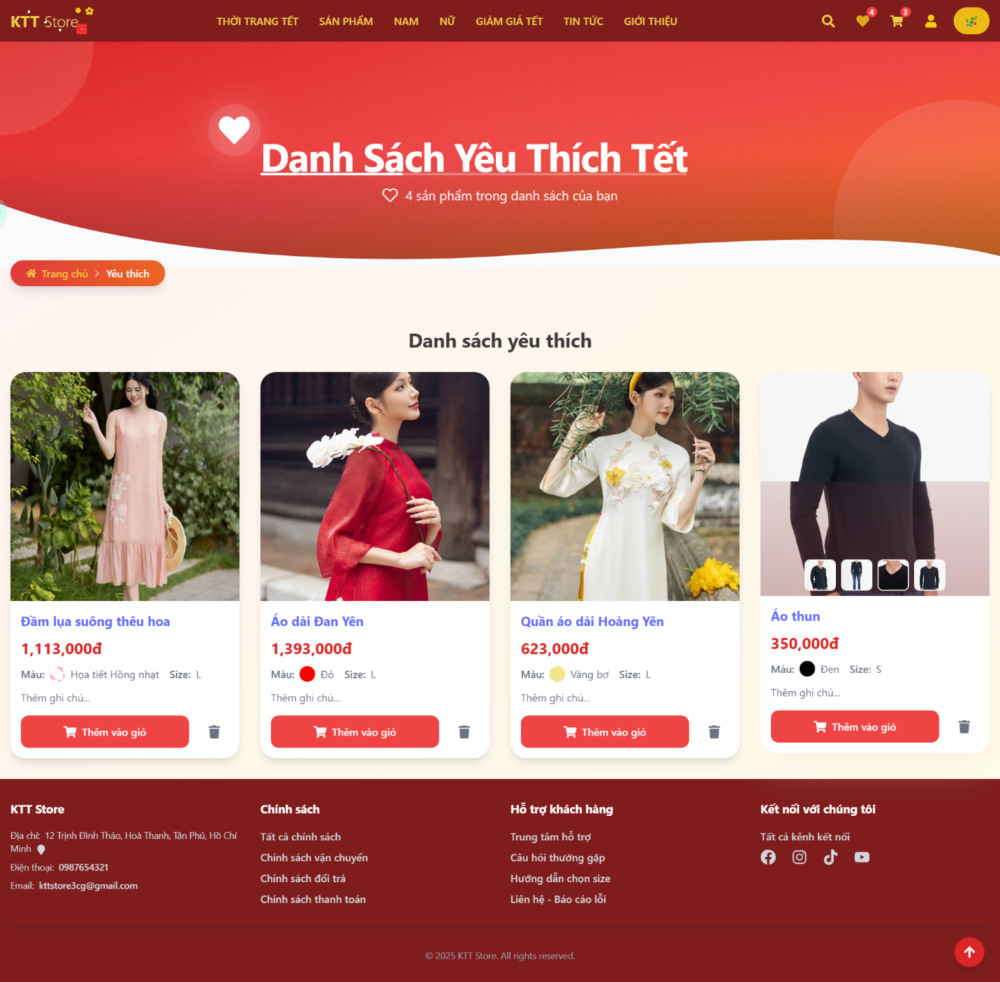 KTT Store
THỜI TRANG TẾT
SẢN PHẨM
NAM
NỮ
GIẢM GIÁ TẾT
TIN TỨC
GIỚI THIỆU
4
3
Danh Sách Yêu Thích Tết
4 sản phẩm trong danh sách của bạn
Trang chủ > Yêu thích
Danh sách yêu thích
Đầm lụa suông thêu hoa
1,113,000đ
Màu: Họa tiết Hồng nhạt Size: L
Thêm ghi chú...
Thêm vào giỏ
Áo dài Đan Yên
1,393,000đ
Màu: Đỏ Size: L
Thêm ghi chú...
Thêm vào giỏ
Quần áo dài Hoàng Yên
623,000đ
Màu: Vàng bơ Size: L
Thêm ghi chú...
Thêm vào giỏ
Áo thun
350,000đ
Màu: Đen Size: S
Thêm ghi chú...
Thêm vào giỏ
KTT Store
Địa chỉ: 12 Trịnh Đình Thảo, Hoà Thanh, Tân Phú, Hồ Chí
Minh
Điện thoại: 0987654321
Email: kttstore3cg@gmail.com
Chính sách
Tất cả chính sách
Chính sách vận chuyển
Chính sách đổi trả
Chính sách thanh toán
Hỗ trợ khách hàng
Trung tâm hỗ trợ
Câu hỏi thường gặp
Hướng dẫn chọn size
Liên hệ - Báo cáo lỗi
Kết nối với chúng tôi
Tất cả kênh kết nối
© 2025 KTT Store. All rights reserved.